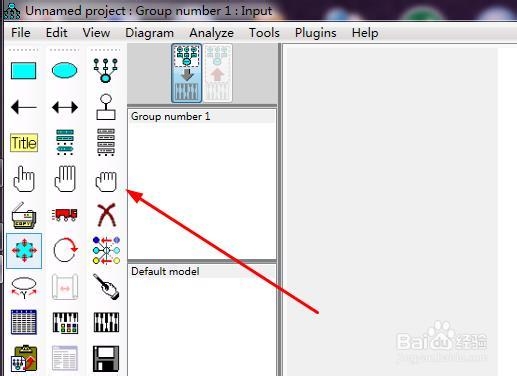 Unnamed project : Group number 1 : Input
File Edit View Diagram Analyze Tools Plugins Help
Title
Group number 1
COPY
Default model
Baidu 经验
jingyan.baidu.com